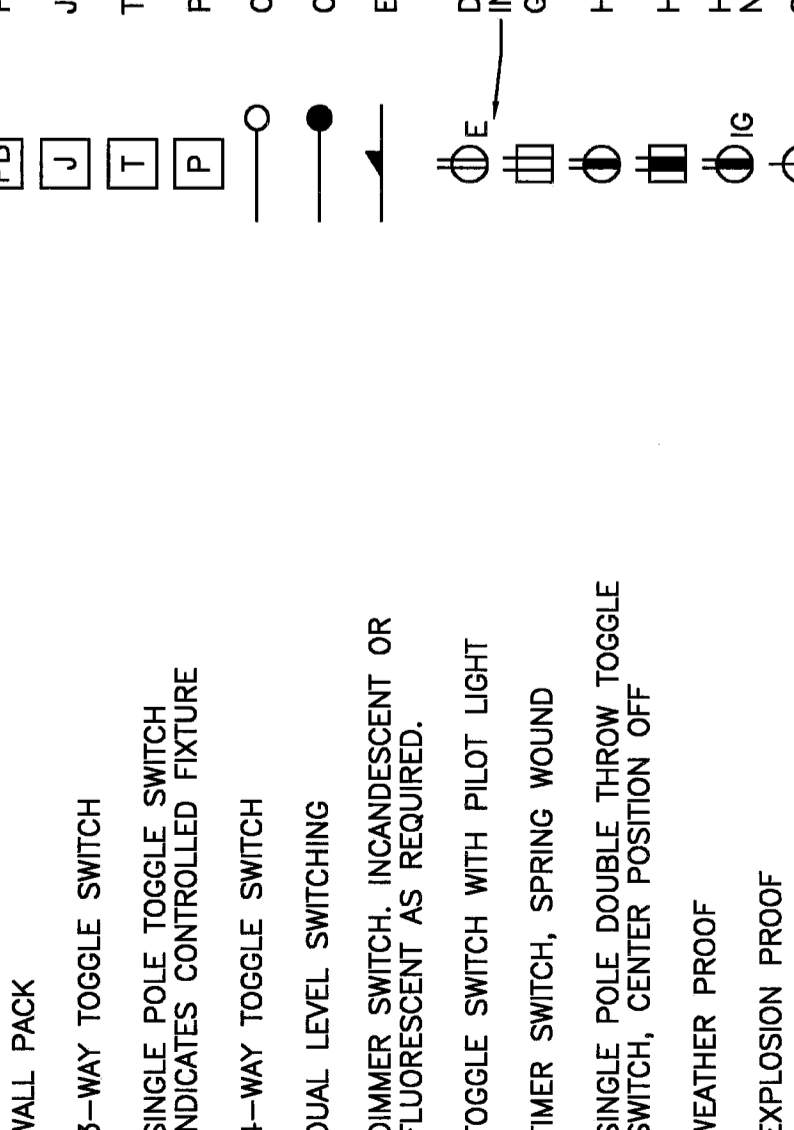 WALL PACK
3-WAY TOGGLE SWITCH
SINGLE POLE TOGGLE SWITCH
INDICATES CONTROLLED FIXTURE
4-WAY TOGGLE SWITCH
DUAL LEVEL SWITCHING
DIMMER SWITCH. INCANDESCENT OR
FLUORESCENT AS REQUIRED.
TOGGLE SWITCH WITH PILOT LIGHT
TIMER SWITCH, SPRING WOUND
SINGLE POLE DOUBLE THROW TOGGLE
SWITCH, CENTER POSITION OFF
WEATHER PROOF
EXPLOSION PROOF
J
T
P
E
IG